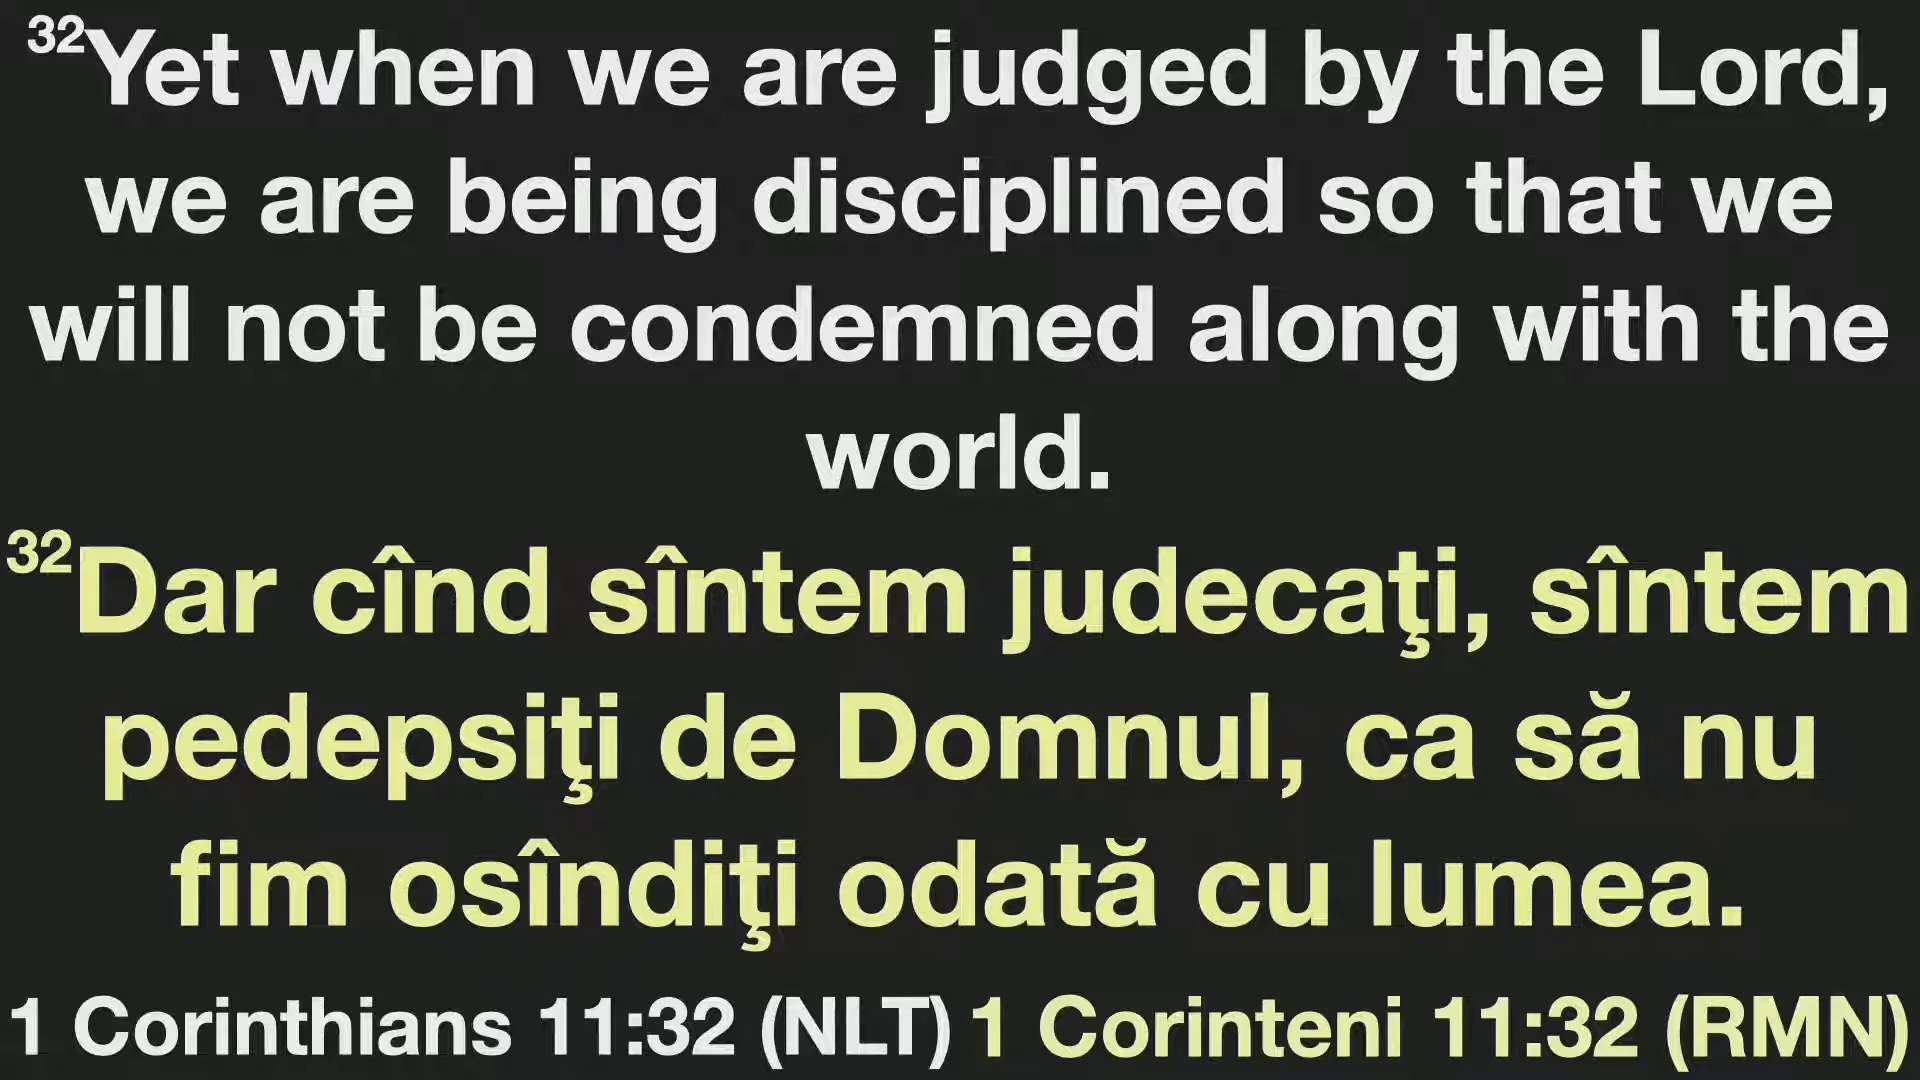 32Yet when we are judged by the Lord,
we are being disciplined so that we
will not be condemned along with the
world.
32Dar cînd sîntem judecaţi, sîntem
pedepsiţi de Domnul, ca să nu
fim osîndiţi odată cu lumea.
1 Corinthians 11:32 (NLT) 1 Corinteni 11:32 (RMN)